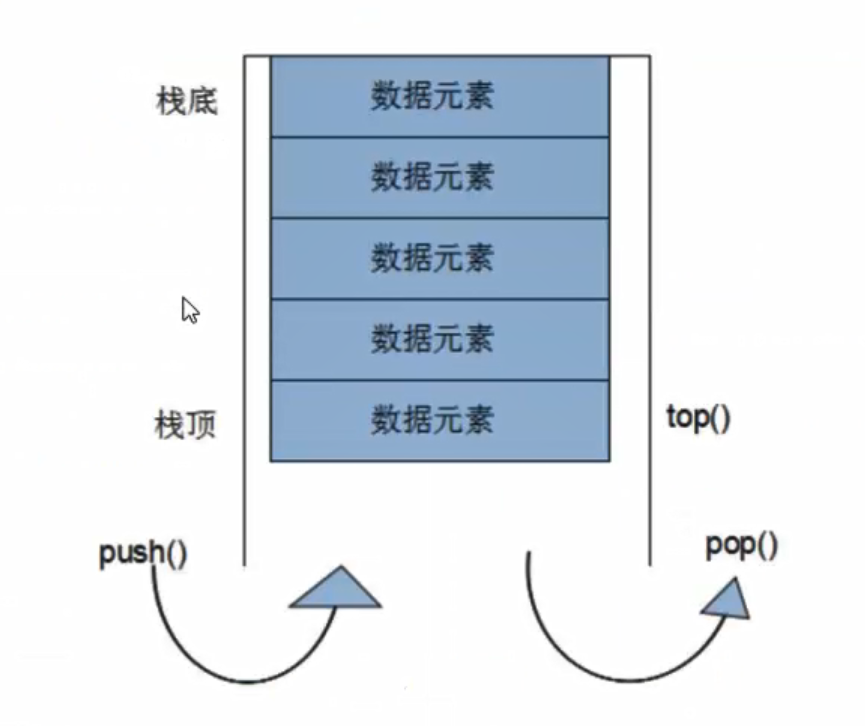 栈底
数据元素
数据元素
数据元素
数据元素
栈顶
数据元素
top()
push()
pop()